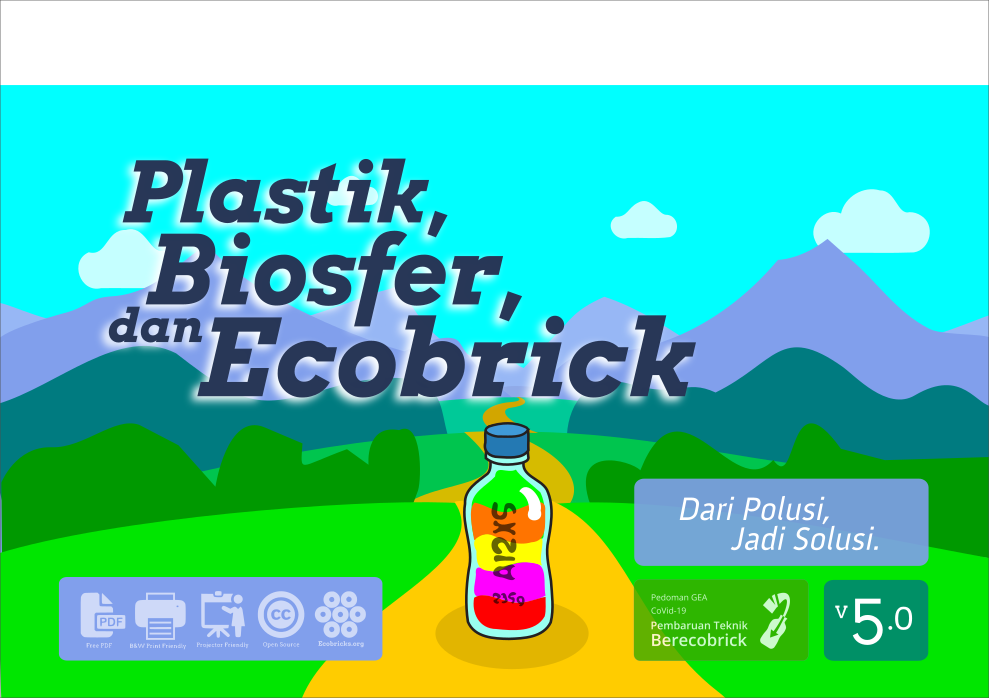 Plastik,
Biosfer,
dan Ecobrick
Dari Polusi,
Jadi Solusi.
PDF
Free PDF
B&W Print Friendly
Projector Friendly
CC
Open Source
Ecobricks.org
Pedoman GEA
CoVid-19
Pembaruan Teknik
Berecobrick
v5.0